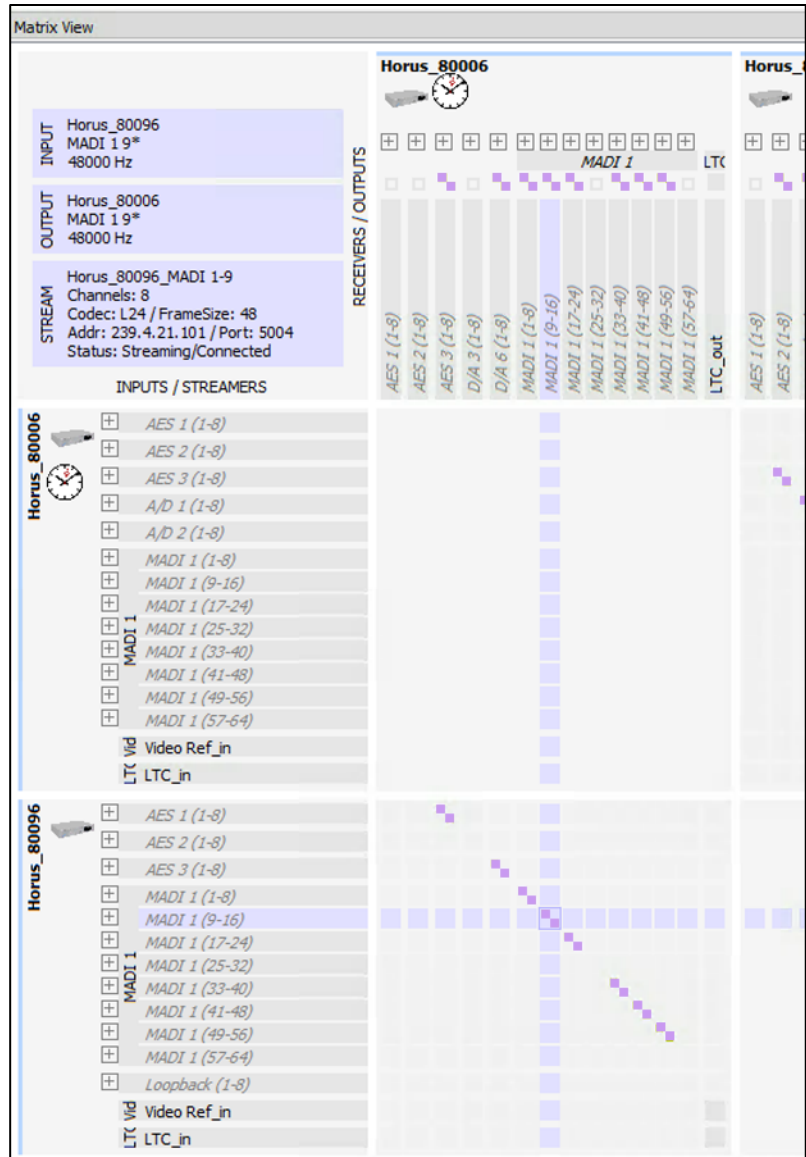 Matrix View
Horus_80006
Horus_
INPUT
Horus_80096
MADI 1 9*
48000 Hz
OUTPUT
Horus_80006
MADI 1 9*
48000 Hz
STREAM
Horus_80096_MADI 1-9
Channels: 8
Codec: L24 / FrameSize: 48
Addr: 239.4.21.101 / Port: 5004
Status: Streaming/Connected
RECEIVERS / OUTPUTS
INPUTS / STREAMERS
MADI 1
LTC
AES 1 (1-8)
AES 2 (1-8)
AES 3 (1-8)
D/A 3 (1-8)
D/A 6 (1-8)
MADI 1 (1-8)
MADI 1 (9-16)
MADI 1 (17-24)
MADI 1 (25-32)
MADI 1 (33-40)
MADI 1 (41-48)
MADI 1 (49-56)
MADI 1 (57-64)
LTC_out
AES 1 (1-8)
AES 2 (1-8)
Horus_80006
AES 1 (1-8)
AES 2 (1-8)
AES 3 (1-8)
A/D 1 (1-8)
A/D 2 (1-8)
MADI 1
MADI 1 (1-8)
MADI 1 (9-16)
MADI 1 (17-24)
MADI 1 (25-32)
MADI 1 (33-40)
MADI 1 (41-48)
MADI 1 (49-56)
MADI 1 (57-64)
Vid Video Ref_in
LTC LTC_in
Horus_80096
AES 1 (1-8)
AES 2 (1-8)
AES 3 (1-8)
MADI 1
MADI 1 (1-8)
MADI 1 (9-16)
MADI 1 (17-24)
MADI 1 (25-32)
MADI 1 (33-40)
MADI 1 (41-48)
MADI 1 (49-56)
MADI 1 (57-64)
Loopback (1-8)
Vid Video Ref_in
LTC LTC_in